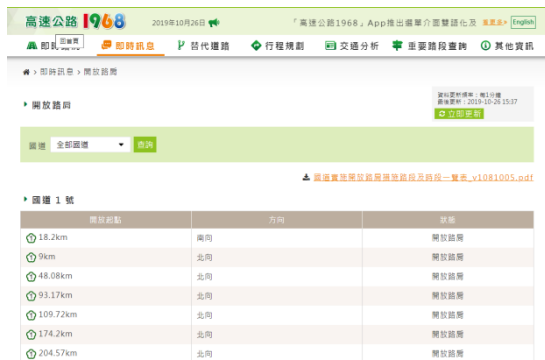 高速公路 1968
2019年10月26日
「高速公路1968」App推出選單介面雙語化及
English
回首頁
即時訊息
替代道路
行程規劃
交通分析
重要路段查詢
其他資訊
即時訊息 › 開放路肩
開放路肩
資料更新頻率：每1分鐘
最後更新：2019-10-26 15:37
立即更新
國道 全部國道 查詢
國道實施開放路肩路段及時段一覽表_v1081005.pdf
國道 1 號
開放起點 方向 狀態
18.2km 南向 開放路肩
9km 北向 開放路肩
48.08km 北向 開放路肩
93.17km 北向 開放路肩
109.72km 北向 開放路肩
174.2km 北向 開放路肩
204.57km 北向 開放路肩